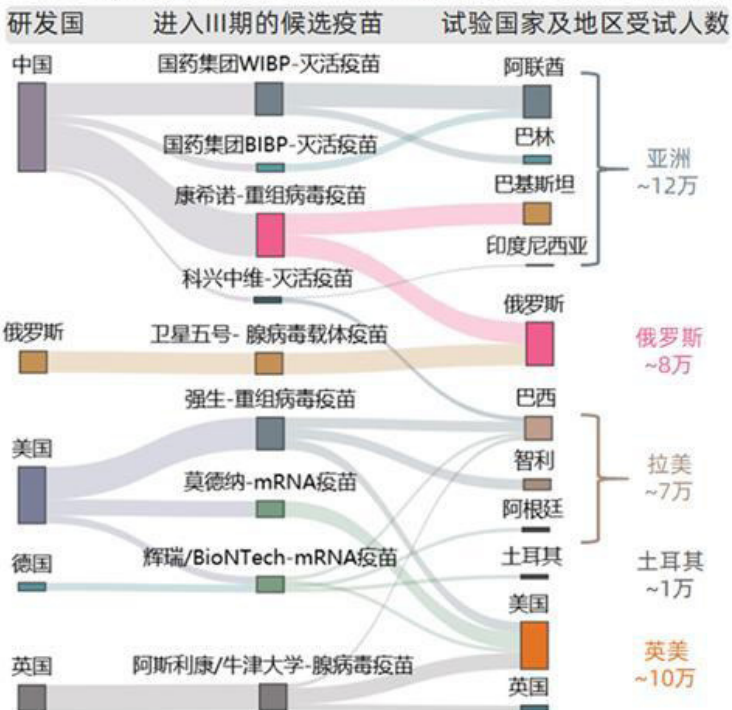 研发国 进入III期的候选疫苗 试验国家及地区受试人数
中国 国药集团WIBP-灭活疫苗 阿联酋
国药集团BIBP-灭活疫苗 巴林
亚洲
~12万
康希诺-重组病毒疫苗 巴基斯坦
印度尼西亚
科兴中维-灭活疫苗
俄罗斯
俄罗斯 卫星五号- 腺病毒载体疫苗
俄罗斯
~8万
强生-重组病毒疫苗 巴西
美国
智利
拉美
~7万
莫德纳-mRNA疫苗
阿根廷
德国 辉瑞/BioNTech-mRNA疫苗 土耳其
土耳其
~1万
美国
英国 阿斯利康/牛津大学-腺病毒疫苗
英美
~10万
英国